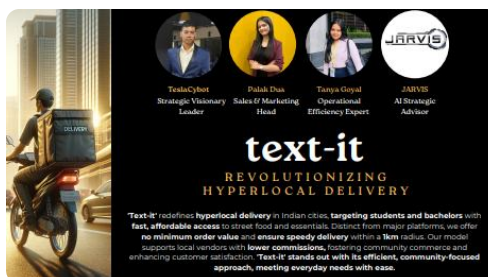 JARVIS
TeslaCybot
Strategic Visionary
Leader
Palak Dua
Sales & Marketing
Head
Tanya Goyal
Operational
Efficiency Expert
JARVIS
AI Strategic
Advisor
DELIVERY
text-it
REVOLUTIONIZING
HYPERLOCAL DELIVERY
'Text-it' redefines hyperlocal delivery in Indian cities, targeting students and bachelors with
fast, affordable access to street food and essentials. Distinct from major platforms, we offer
no minimum order value and ensure speedy delivery within a 1km radius. Our model
supports local vendors with lower commissions, fostering community commerce and
enhancing customer satisfaction. 'Text-it' stands out with its efficient, community-focused
approach, meeting everyday needs with ease.